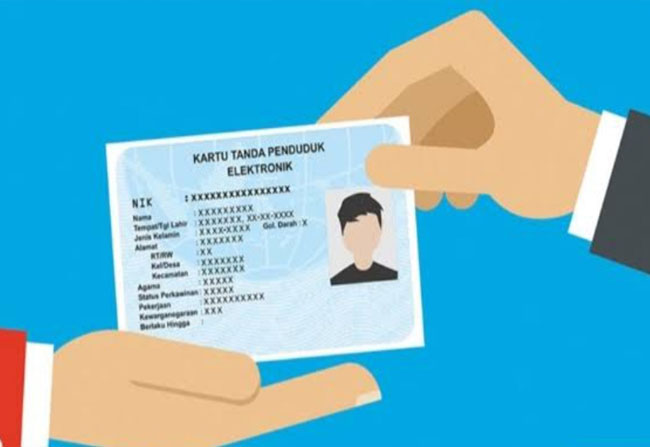 KARTU TANDA PENDUDUK
ELEKTRONIK
NIK : XXXXXXXXXXXXXXXX
Nama : XXXXXXXXX
Tempat/Tgl Lahir : XXXXXXX, XX-XX-XXXX
Jenis Kelamin : XXXX-XXXX Gol. Darah : X
Alamat : XXXXXXX
RT/RW : XX
Kel/Desa : XXXXXXX
Kecamatan : XXXXXXX
Agama : XXXXX
Status Perkawinan : XXXXX
Pekerjaan : XXXXXXXXXX
Kewarganegaraan : XXX
Berlaku Hingga :